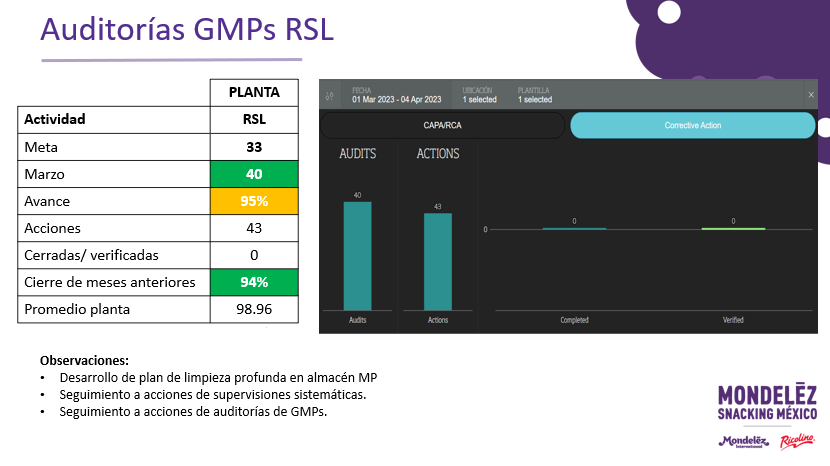 Auditorías GMPs RSL
PLANTA
Actividad RSL
Meta 33
Marzo 40
Avance 95%
Acciones 43
Cerradas/ verificadas 0
Cierre de meses anteriores 94%
Promedio planta 98.96
FECHA UBICACIÓN PLANTILLA
01 Mar 2023 - 04 Apr 2023 1 selected 1 selected X
CAPA/RCA Corrective Action
AUDITS ACTIONS
40 43 0 0 0
Audits Actions Completed Verified
Observaciones:
• Desarrollo de plan de limpieza profunda en almacén MP
• Seguimiento a acciones de supervisiones sistemáticas.
• Seguimiento a acciones de auditorías de GMPs.
MONDELĒZ
SNACKING MÉXICO
Mondelēz Ricolino
International